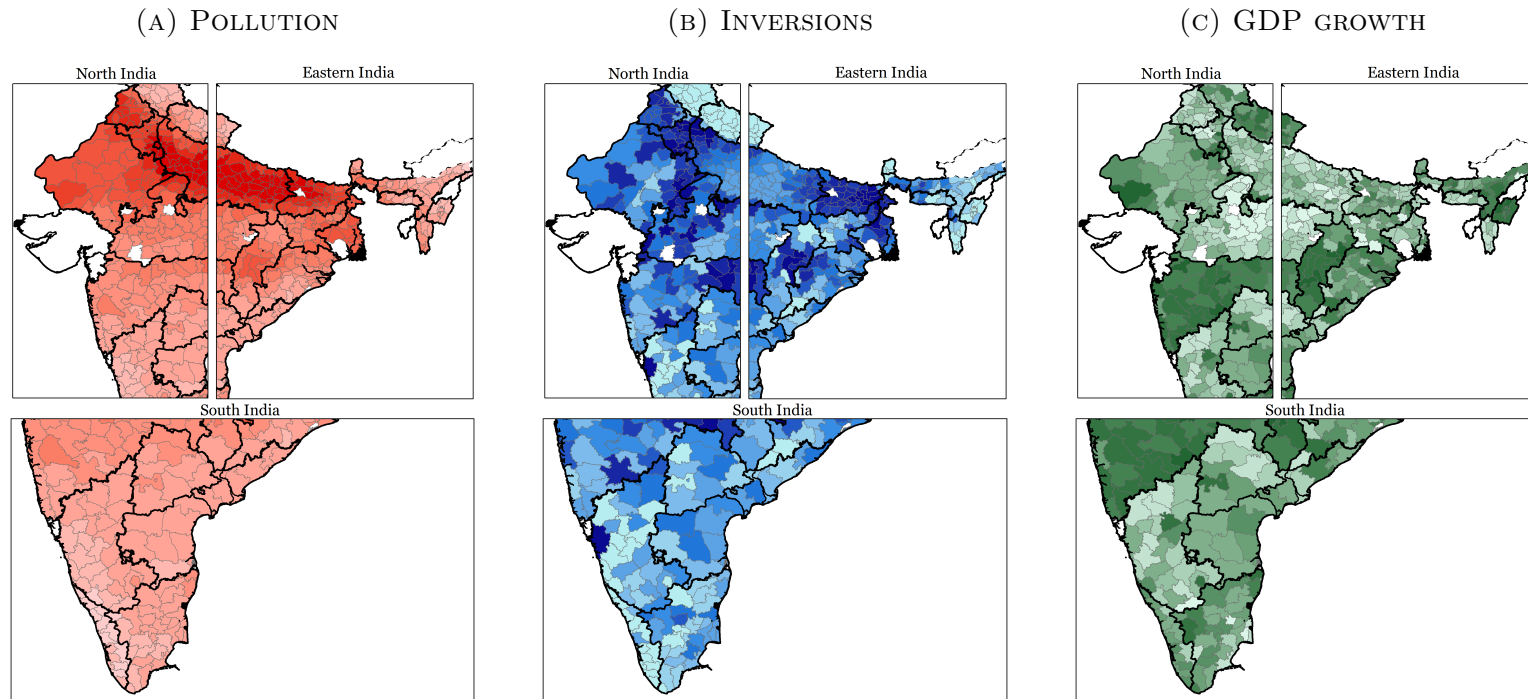 (A) Pollution
(B) Inversions
(C) GDP growth
North India
Eastern India
North India
Eastern India
North India
Eastern India
South India
South India
South India